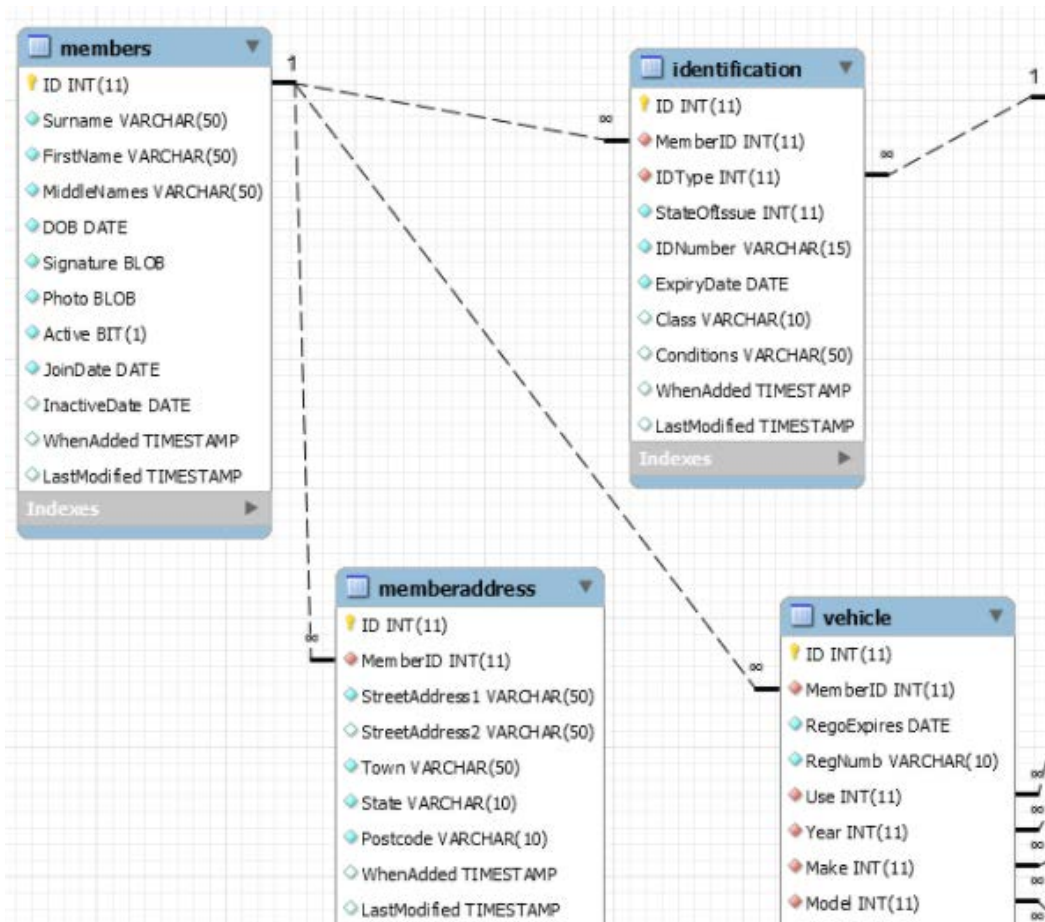 members
ID INT(11)
Surname VARCHAR(50)
FirstName VARCHAR(50)
MiddleNames VARCHAR(50)
DOB DATE
Signature BLOB
Photo BLOB
Active BIT(1)
JoinDate DATE
InactiveDate DATE
WhenAdded TIMESTAMP
LastModified TIMESTAMP
Indexes
1
∞
identification
ID INT(11)
MemberID INT(11)
IDType INT(11)
StateOfIssue INT(11)
IDNumber VARCHAR(15)
ExpiryDate DATE
Class VARCHAR(10)
Conditions VARCHAR(50)
WhenAdded TIMESTAMP
LastModified TIMESTAMP
Indexes
∞
1
∞
memberaddress
ID INT(11)
MemberID INT(11)
StreetAddress1 VARCHAR(50)
StreetAddress2 VARCHAR(50)
Town VARCHAR(50)
State VARCHAR(10)
Postcode VARCHAR(10)
WhenAdded TIMESTAMP
LastModified TIMESTAMP
∞
vehicle
ID INT(11)
MemberID INT(11)
RegoExpires DATE
RegNumb VARCHAR(10)
Use INT(11)
Year INT(11)
Make INT(11)
Model INT(11)
∞
∞
∞
∞
∞